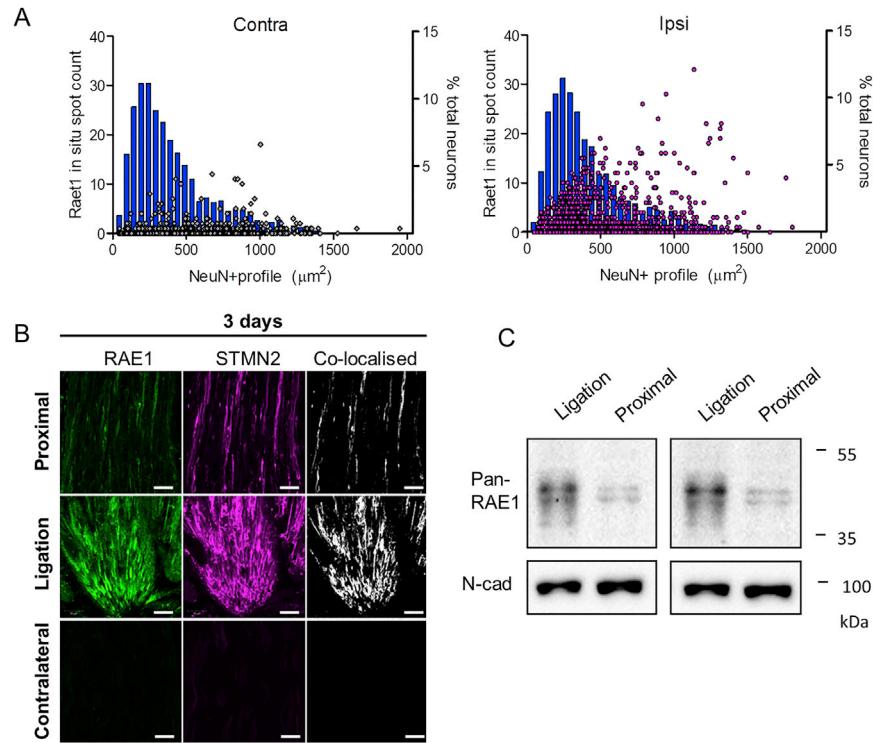 A
Contra
Raet1 in situ spot count
40
30
20
10
0
15
10
5
% total neurons
0 500 1000 1500 2000
NeuN+profile (µm²)
Ipsi
Raet1 in situ spot count
40
30
20
10
0
15
10
5
% total neurons
0 500 1000 1500 2000
NeuN+ profile (µm²)
B
3 days
RAE1 STMN2 Co-localised
Proximal
Ligation
Contralateral
C
Ligation Proximal Ligation Proximal
Pan-
RAE1
55
35
N-cad
100
kDa